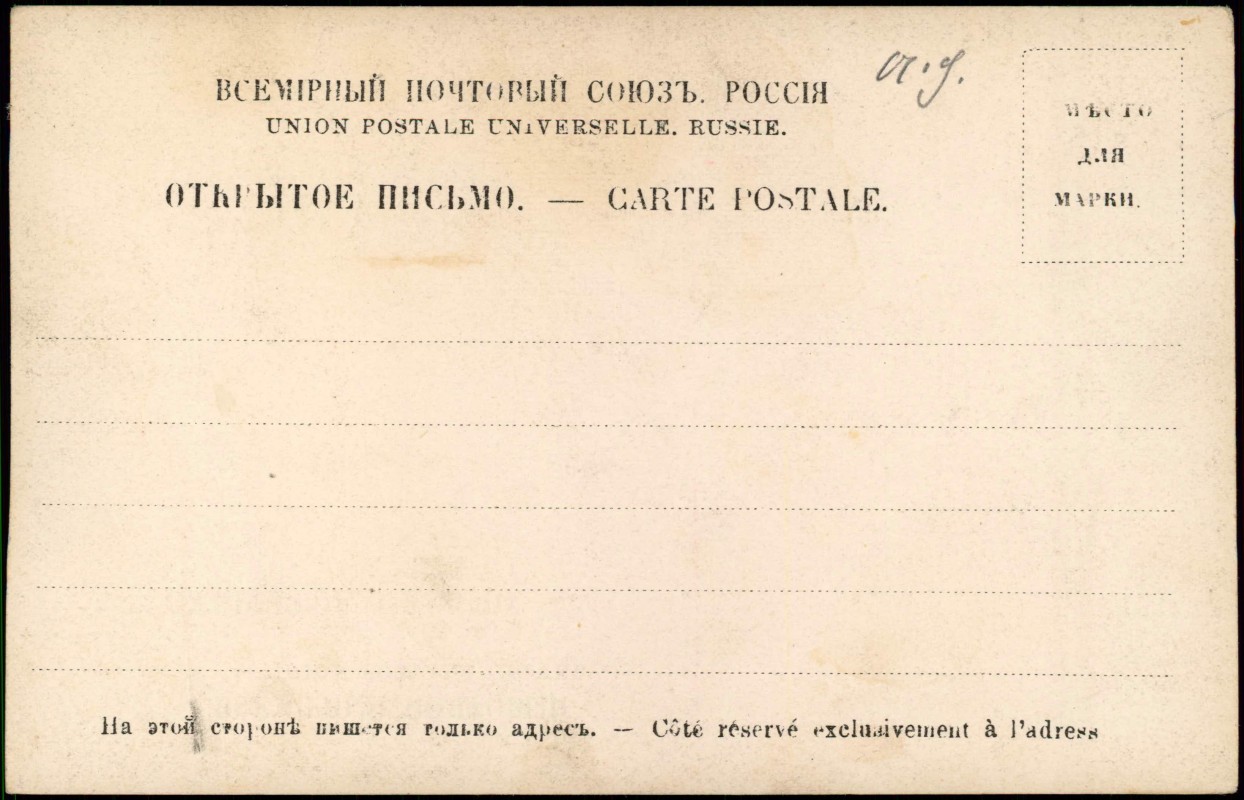 ВСЕМІРНЫЙ ПОЧТОВЫЙ СОЮЗЪ. РОССІЯ
UNION POSTALE UNIVERSELLE. RUSSIE.
ОТКРЫТОЕ ПИСЬМО. — CARTE POSTALE.
МѢСТО
ДЛЯ
МАРКИ.
На этой сторонѣ пишется только адресъ. — Côté réservé exclusivement à l'adress